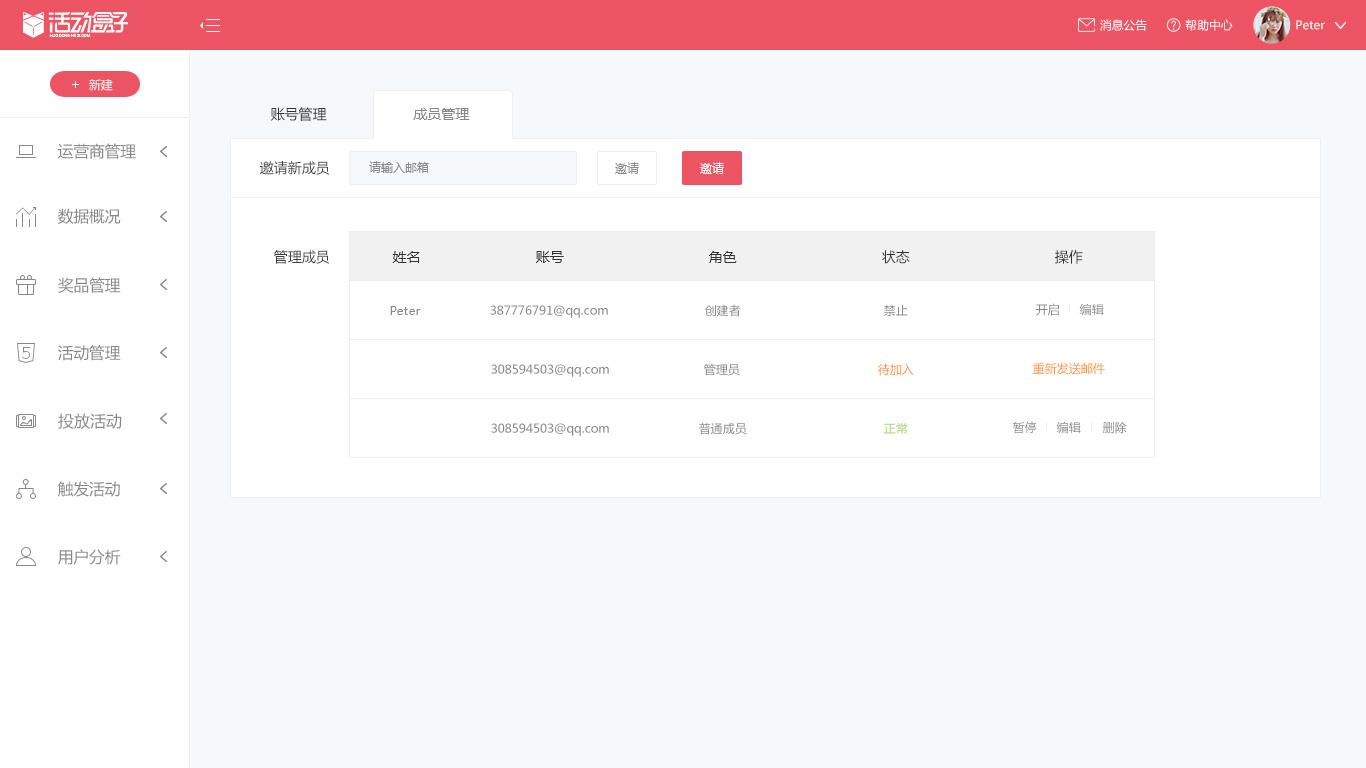 活动盒子
HUODONGHEZI.COM
消息公告
帮助中心
Peter
+ 新建
运营商管理
数据概况
奖品管理
活动管理
投放活动
触发活动
用户分析
账号管理 成员管理
邀请新成员 请输入邮箱 邀请 邀请
管理成员
姓名 账号 角色 状态 操作
Peter 387776791@qq.com 创建者 禁止 开启 编辑
308594503@qq.com 管理员 待加入 重新发送邮件
308594503@qq.com 普通成员 正常 暂停 编辑 删除